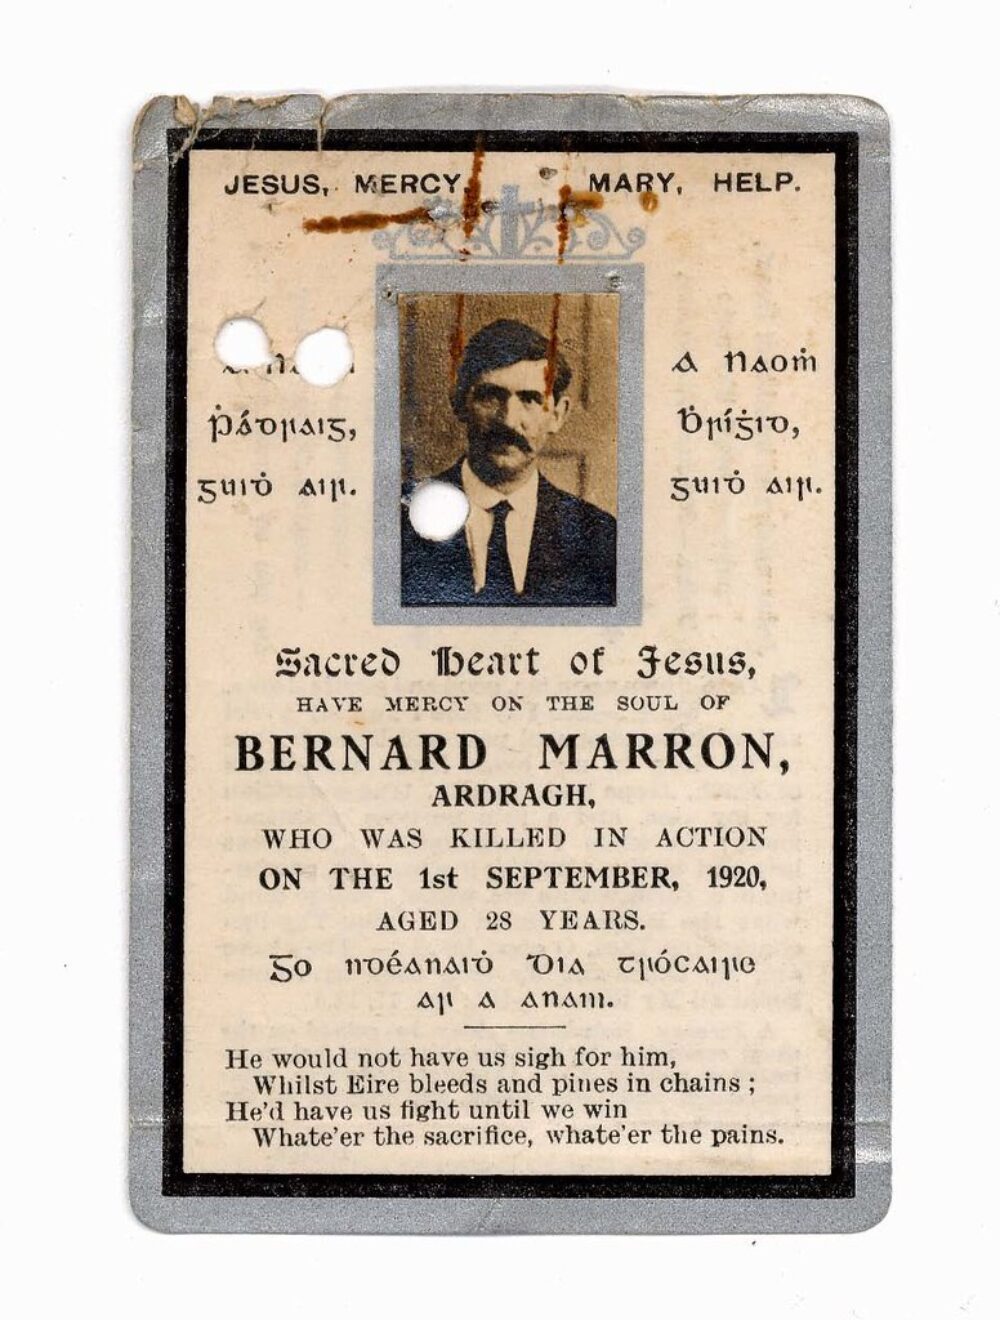 JESUS, MERCY, MARY, HELP.
Ṗádraig,
guiḋ air.
A Naoṁ
Ḃríġid,
guiḋ air.
Sacred Heart of Jesus,
HAVE MERCY ON THE SOUL OF
BERNARD MARRON,
ARDRAGH,
WHO WAS KILLED IN ACTION
ON THE 1st SEPTEMBER, 1920,
AGED 28 YEARS.
Go ndéanaiḋ Dia trócaire
ar a anam.
He would not have us sigh for him,
Whilst Eire bleeds and pines in chains ;
He'd have us fight until we win
Whate'er the sacrifice, whate'er the pains.